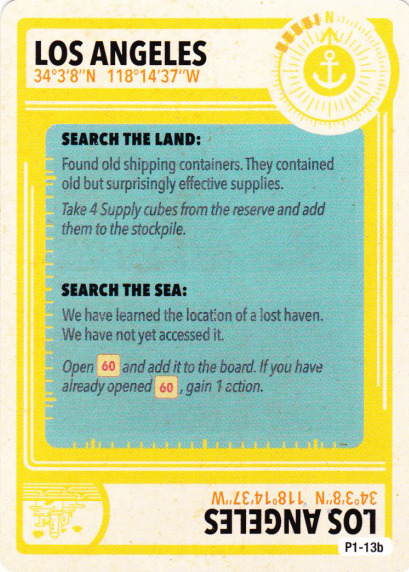 LOS ANGELES
34°3'8"N 118°14'37"W
N
SEARCH THE LAND:
Found old shipping containers. They contained
old but surprisingly effective supplies.
Take 4 Supply cubes from the reserve and add
them to the stockpile.
SEARCH THE SEA:
We have learned the location of a lost haven.
We have not yet accessed it.
Open 60 and add it to the board. If you have
already opened 60, gain 1 action.
LOS ANGELES
34°3'8"N 118°14'37"W
P1-13b